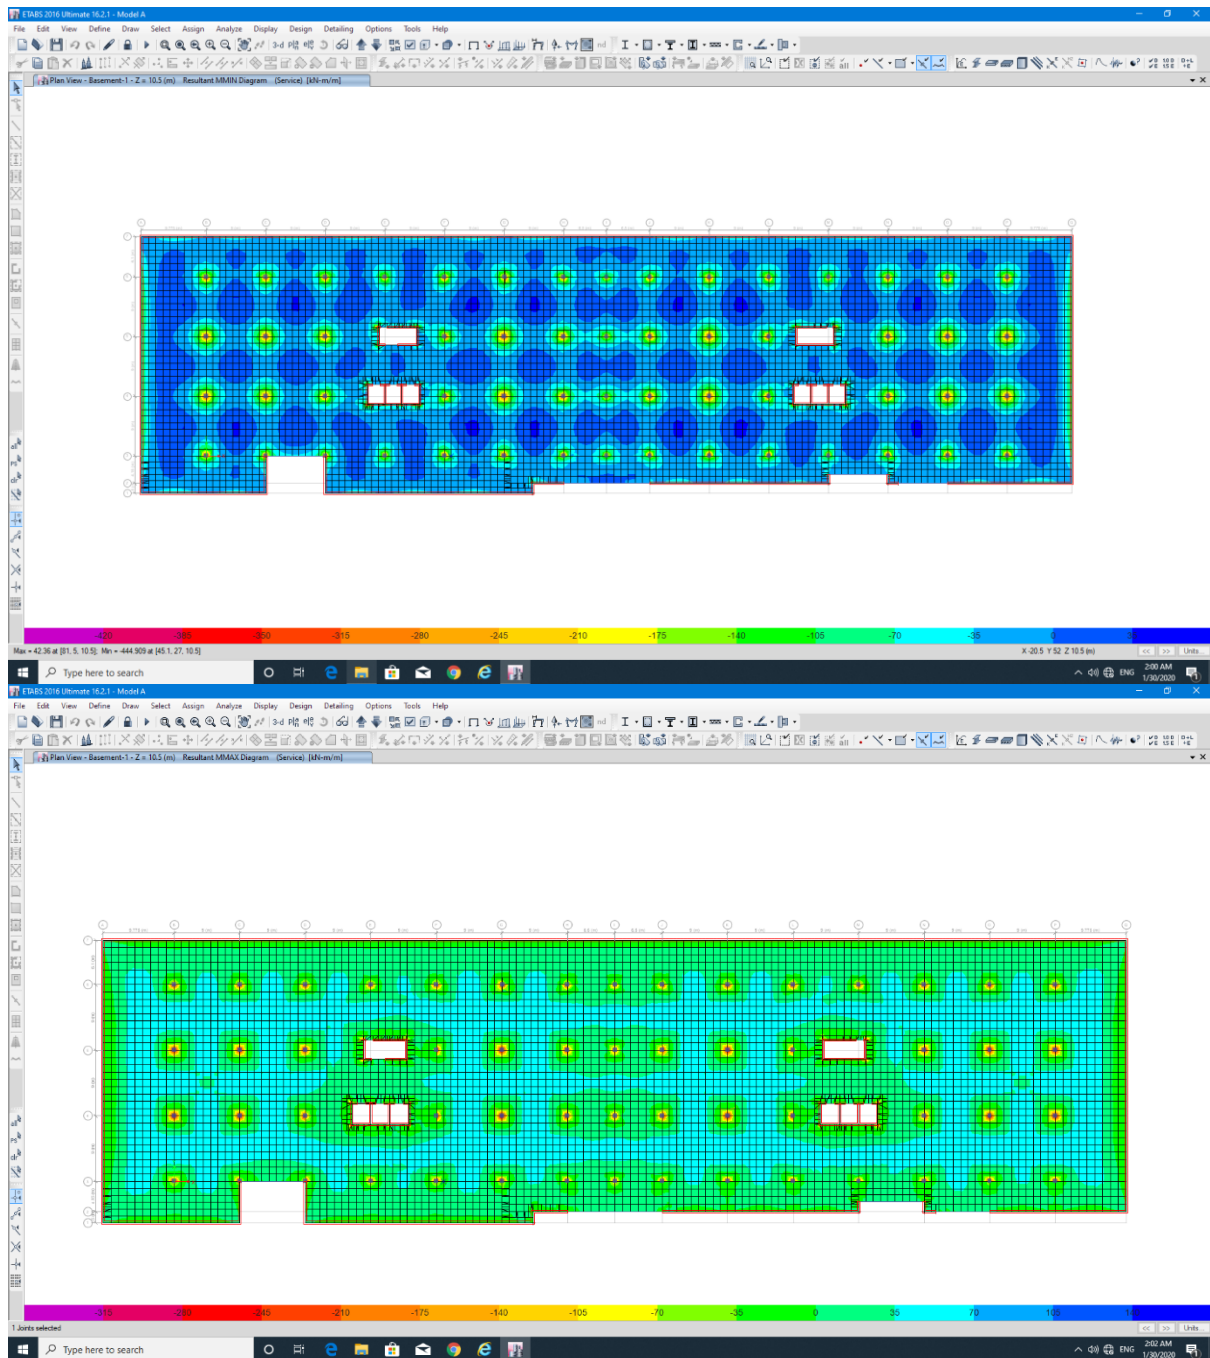 ETABS 2016 Ultimate 16.2.1 - Model A
File Edit View Define Draw Select Assign Analyze Display Design Detailing Options Tools Help
Plan View - Basement-1 - Z = 10.5 (m) Resultant MMIN Diagram (Service) [kN-m/m]
-420 -385 -350 -315 -280 -245 -210 -175 -140 -105 -70 -35 0
Max = 42.36 at [81, 5, 10.5]; Min = -444.909 at [45.1, 27, 10.5]
X -20.5 Y 52 Z 10.5 (m)
<< >> Units...
Type here to search
ENG
2:00 AM
1/30/2020
ETABS 2016 Ultimate 16.2.1 - Model A
File Edit View Define Draw Select Assign Analyze Display Design Detailing Options Tools Help
Plan View - Basement-1 - Z = 10.5 (m) Resultant MMAX Diagram (Service) [kN-m/m]
-315 -280 -245 -210 -175 -140 -105 -70 -35 0 35 70 105
1 Joints selected
<< >> Units...
Type here to search
ENG
2:02 AM
1/30/2020